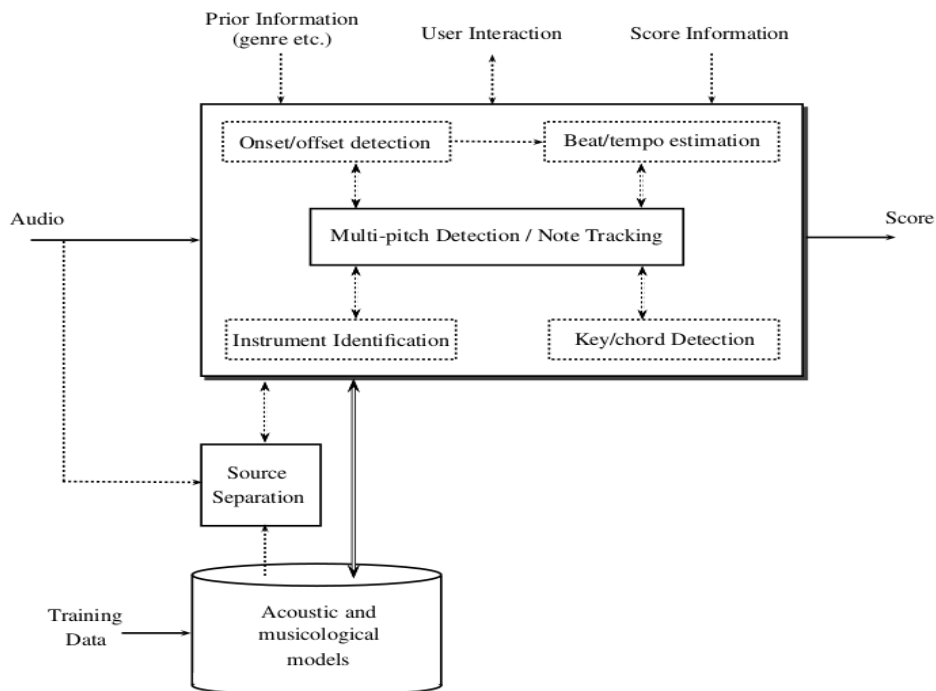 Prior Information
(genre etc.)
User Interaction
Score Information
Onset/offset detection
Beat/tempo estimation
Audio
Multi-pitch Detection / Note Tracking
Score
Instrument Identification
Key/chord Detection
Source
Separation
Training
Data
Acoustic and
musicological
models